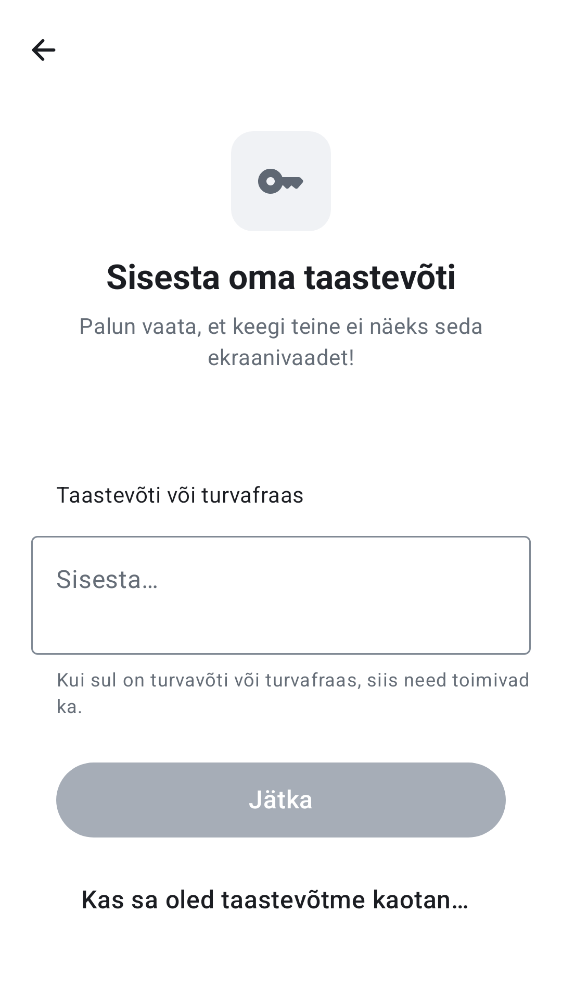 Sisesta oma taastevõti
Palun vaata, et keegi teine ei näeks seda
ekraanivaadet!
Taastevõti või turvafraas
Sisesta…
Kui sul on turvavõti või turvafraas, siis need toimivad
ka.
Jätka
Kas sa oled taastevõtme kaotan…